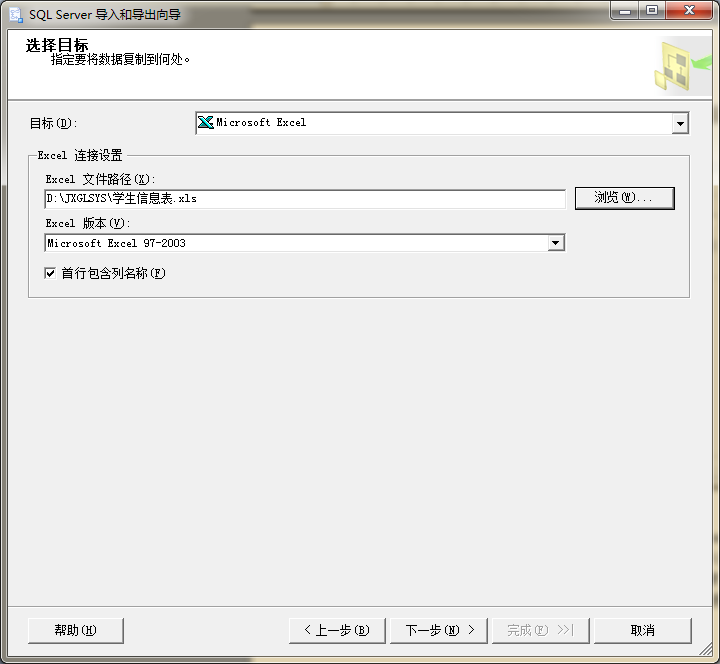 SQL Server 导入和导出向导
选择目标
指定要将数据复制到何处。
目标(D): Microsoft Excel
Excel 连接设置
Excel 文件路径(X):
D:\JXGLSYS\学生信息表.xls 浏览(W)...
Excel 版本(V):
Microsoft Excel 97-2003
首行包含列名称(F)
帮助(H) < 上一步(B) 下一步(N) > 完成(F) >>| 取消